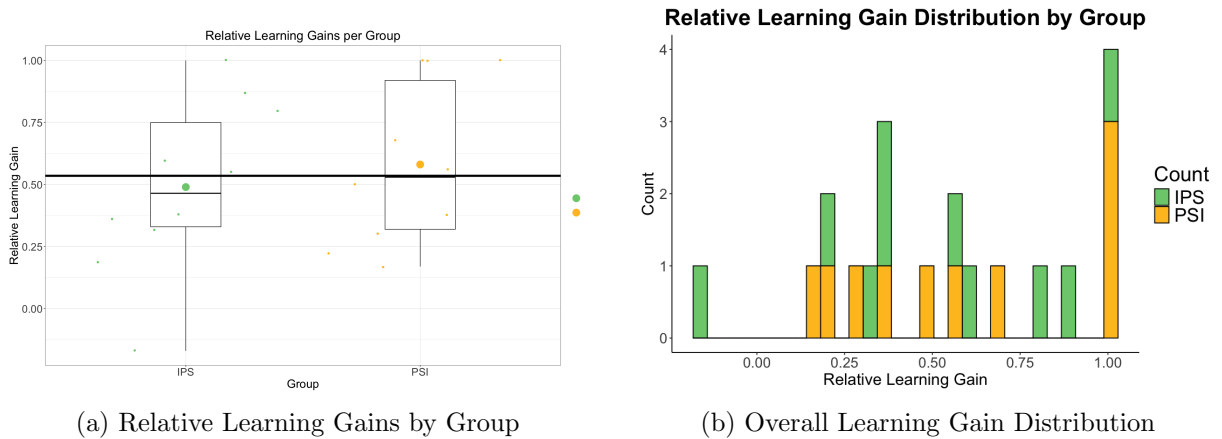 Relative Learning Gains per Group
Relative Learning Gain
1.00
0.75
0.50
0.25
0.00
IPS
PSI
Group
(a) Relative Learning Gains by Group
Relative Learning Gain Distribution by Group
Count
4
3
2
1
0
0.00
0.25
0.50
0.75
1.00
Relative Learning Gain
Count
IPS
PSI
(b) Overall Learning Gain Distribution